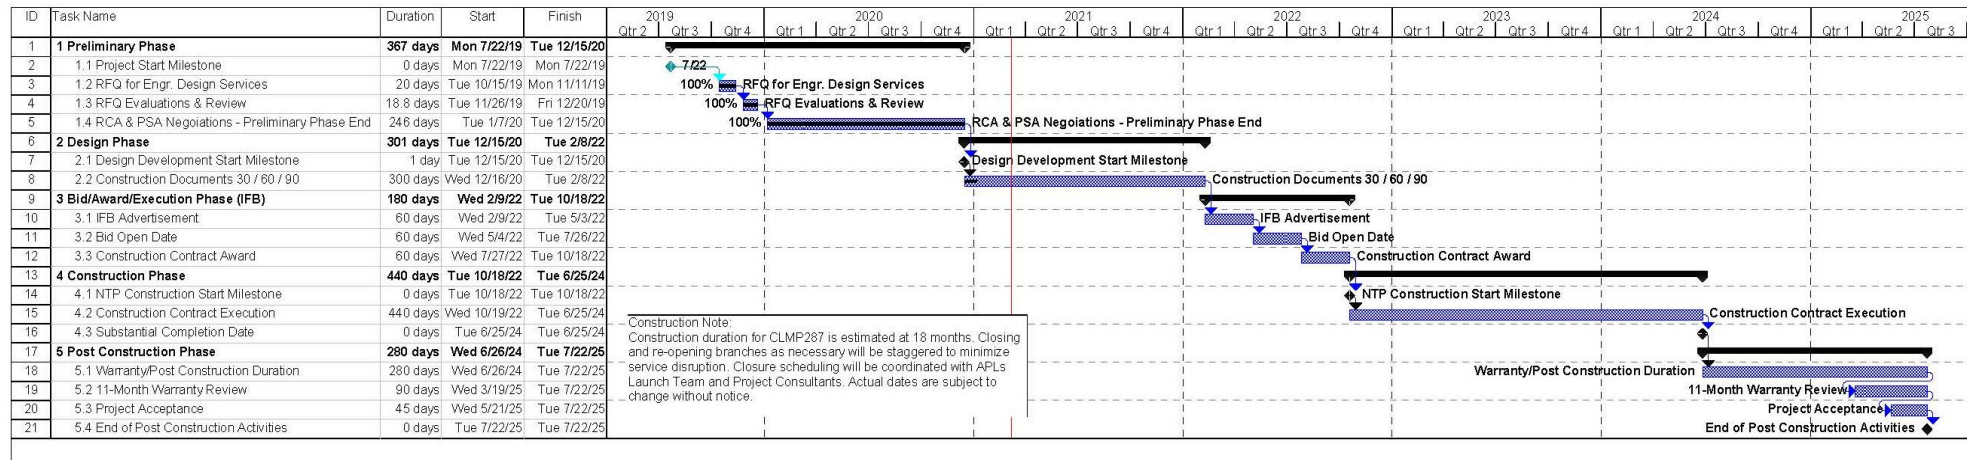 ID Task Name Duration Start Finish 2019 2020 2021 2022 2023 2024 2025
Qtr 2 Qtr 3 Qtr 4 Qtr 1 Qtr 2 Qtr 3 Qtr 4 Qtr 1 Qtr 2 Qtr 3 Qtr 4 Qtr 1 Qtr 2 Qtr 3 Qtr 4 Qtr 1 Qtr 2 Qtr 3 Qtr 4 Qtr 1 Qtr 2 Qtr 3 Qtr 4 Qtr 1 Qtr 2 Qtr 3
1 1 Preliminary Phase 367 days Mon 7/22/19 Tue 12/15/20
2 1.1 Project Start Milestone 0 days Mon 7/22/19 Mon 7/22/19 7/22
3 1.2 RFQ for Engr. Design Services 20 days Tue 10/15/19 Mon 11/11/19 100% RFQ for Engr. Design Services
4 1.3 RFQ Evaluations & Review 18.8 days Tue 11/26/19 Fri 12/20/19 100% RFQ Evaluations & Review
5 1.4 RCA & PSA Negoiations - Preliminary Phase End 246 days Tue 1/7/20 Tue 12/15/20 100% RCA & PSA Negoiations - Preliminary Phase End
6 2 Design Phase 301 days Tue 12/15/20 Tue 2/8/22
7 2.1 Design Development Start Milestone 1 day Tue 12/15/20 Tue 12/15/20 Design Development Start Milestone
8 2.2 Construction Documents 30 / 60 / 90 300 days Wed 12/16/20 Tue 2/8/22 Construction Documents 30 / 60 / 90
9 3 Bid/Award/Execution Phase (IFB) 180 days Wed 2/9/22 Tue 10/18/22
10 3.1 IFB Advertisement 60 days Wed 2/9/22 Tue 5/3/22 IFB Advertisement
11 3.2 Bid Open Date 60 days Wed 5/4/22 Tue 7/26/22 Bid Open Date
12 3.3 Construction Contract Award 60 days Wed 7/27/22 Tue 10/18/22 Construction Contract Award
13 4 Construction Phase 440 days Tue 10/18/22 Tue 6/25/24
14 4.1 NTP Construction Start Milestone 0 days Tue 10/18/22 Tue 10/18/22 NTP Construction Start Milestone
15 4.2 Construction Contract Execution 440 days Wed 10/19/22 Tue 6/25/24 Construction Contract Execution
16 4.3 Substantial Completion Date 0 days Tue 6/25/24 Tue 6/25/24
17 5 Post Construction Phase 280 days Wed 6/26/24 Tue 7/22/25
18 5.1 Warranty/Post Construction Duration 280 days Wed 6/26/24 Tue 7/22/25 Warranty/Post Construction Duration
19 5.2 11-Month Warranty Review 90 days Wed 3/19/25 Tue 7/22/25 11-Month Warranty Review
20 5.3 Project Acceptance 45 days Wed 5/21/25 Tue 7/22/25 Project Acceptance
21 5.4 End of Post Construction Activities 0 days Tue 7/22/25 Tue 7/22/25 End of Post Construction Activities
Construction Note:
Construction duration for CLMP287 is estimated at 18 months. Closing
and re-opening branches as necessary will be staggered to minimize
service disruption. Closure scheduling will be coordinated with APLs
Launch Team and Project Consultants. Actual dates are subject to
change without notice.